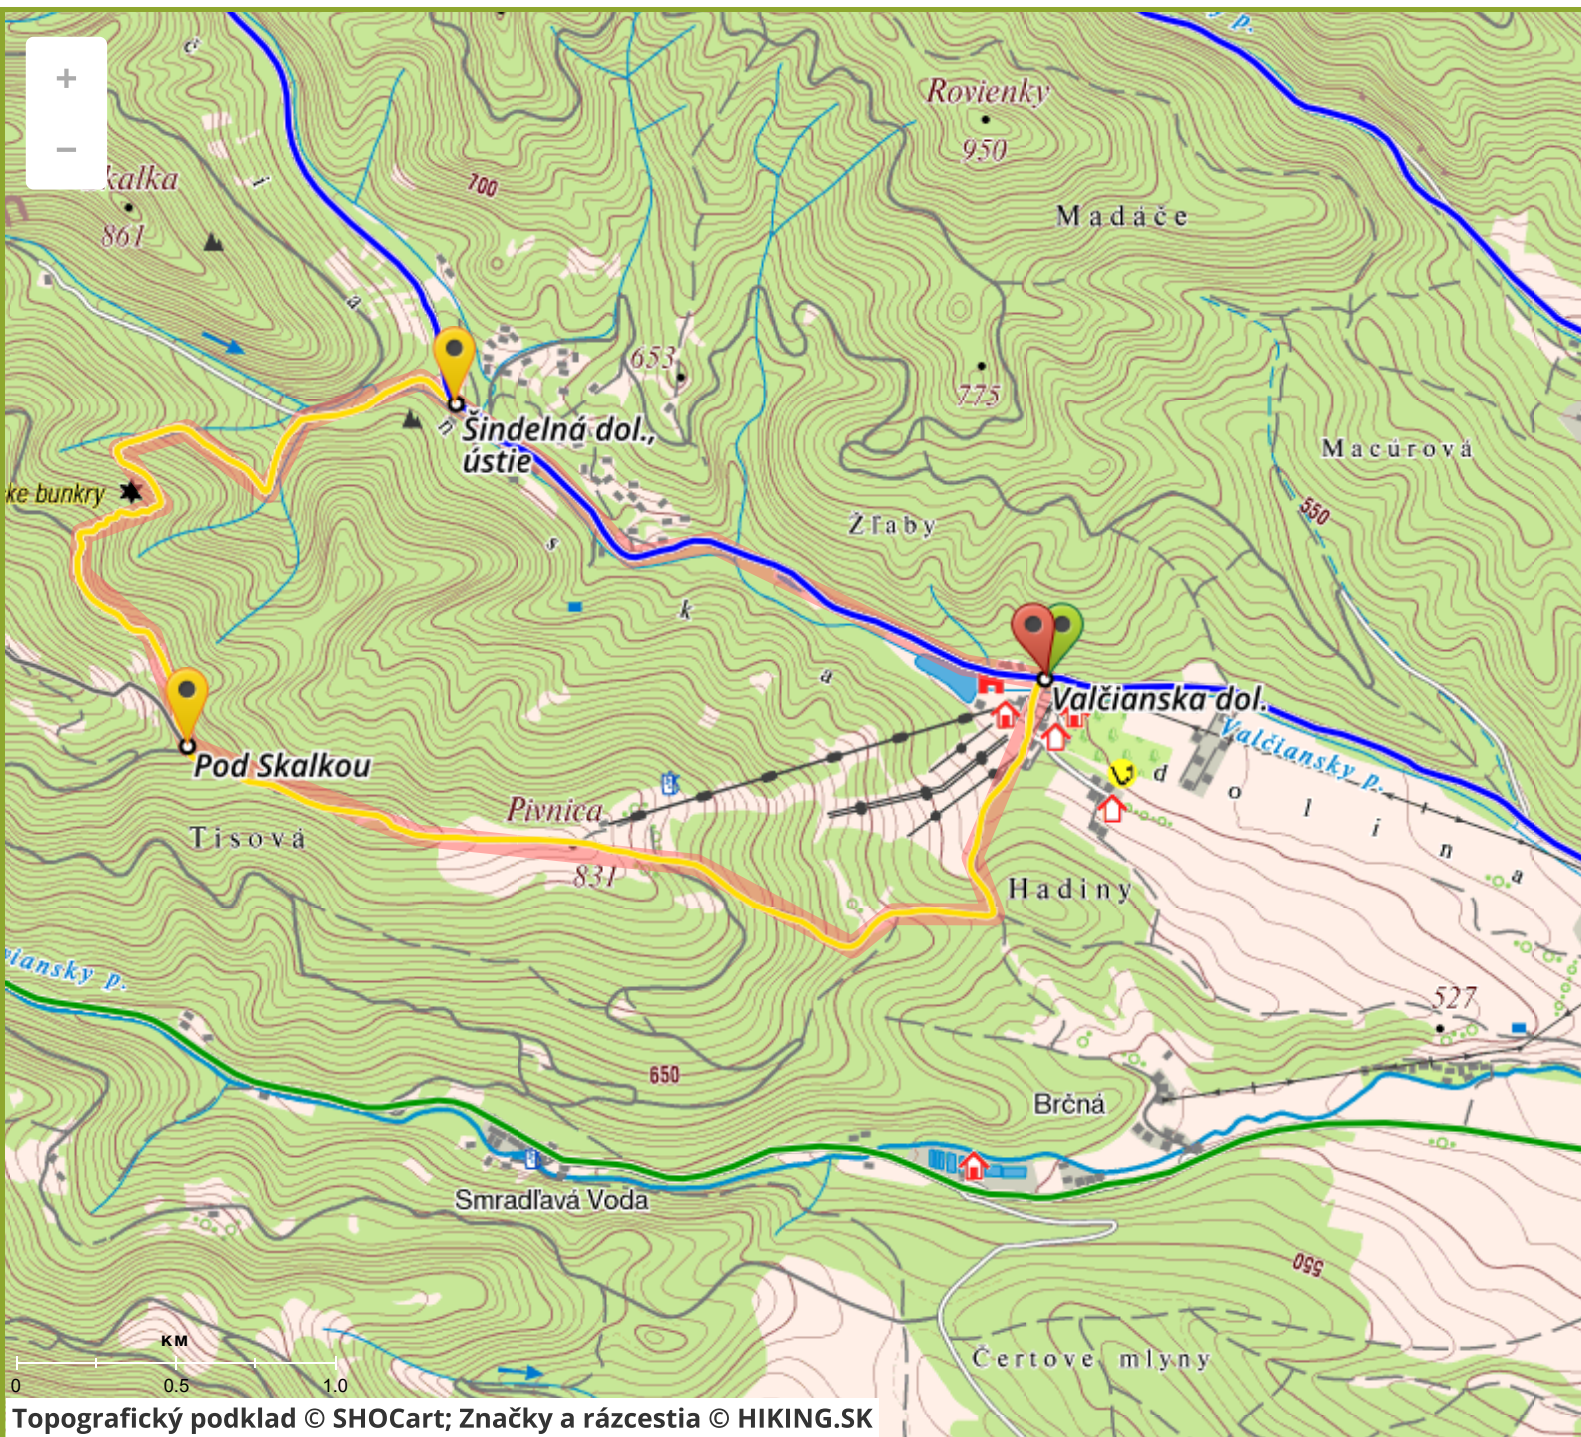 y p.
č
+
Rovienky
−
950
kalka
i
700
861
Madáče
a
653
775
Šindelná dol.,
ústie
n
Macúrová
ke bunkry
550
Žľaby
s
k
a
Valčianska dol.
Valčiansky p.
Pod Skalkou
d
o
l
i
n
a
Pivnica
Tisová
831
Hadiny
viansky p.
527
650
Brčná
Smradľavá Voda
550
KM
Čertove mlyny
0 0.5 1.0
Topografický podklad © SHOCart; Značky a rázcestia © HIKING.SK